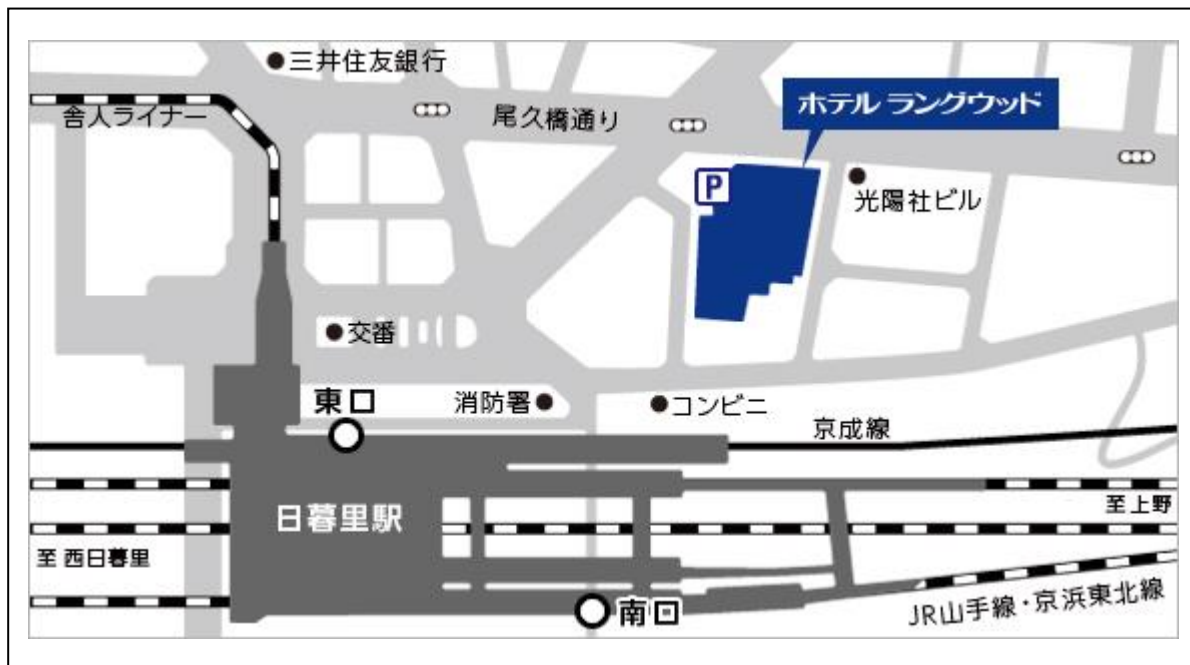 三井住友銀行
ホテル ラングウッド
舎人ライナー
尾久橋通り
P
光陽社ビル
交番
東口
消防署
コンビニ
京成線
日暮里駅
至 上野
至 西日暮里
南口
JR山手線・京浜東北線